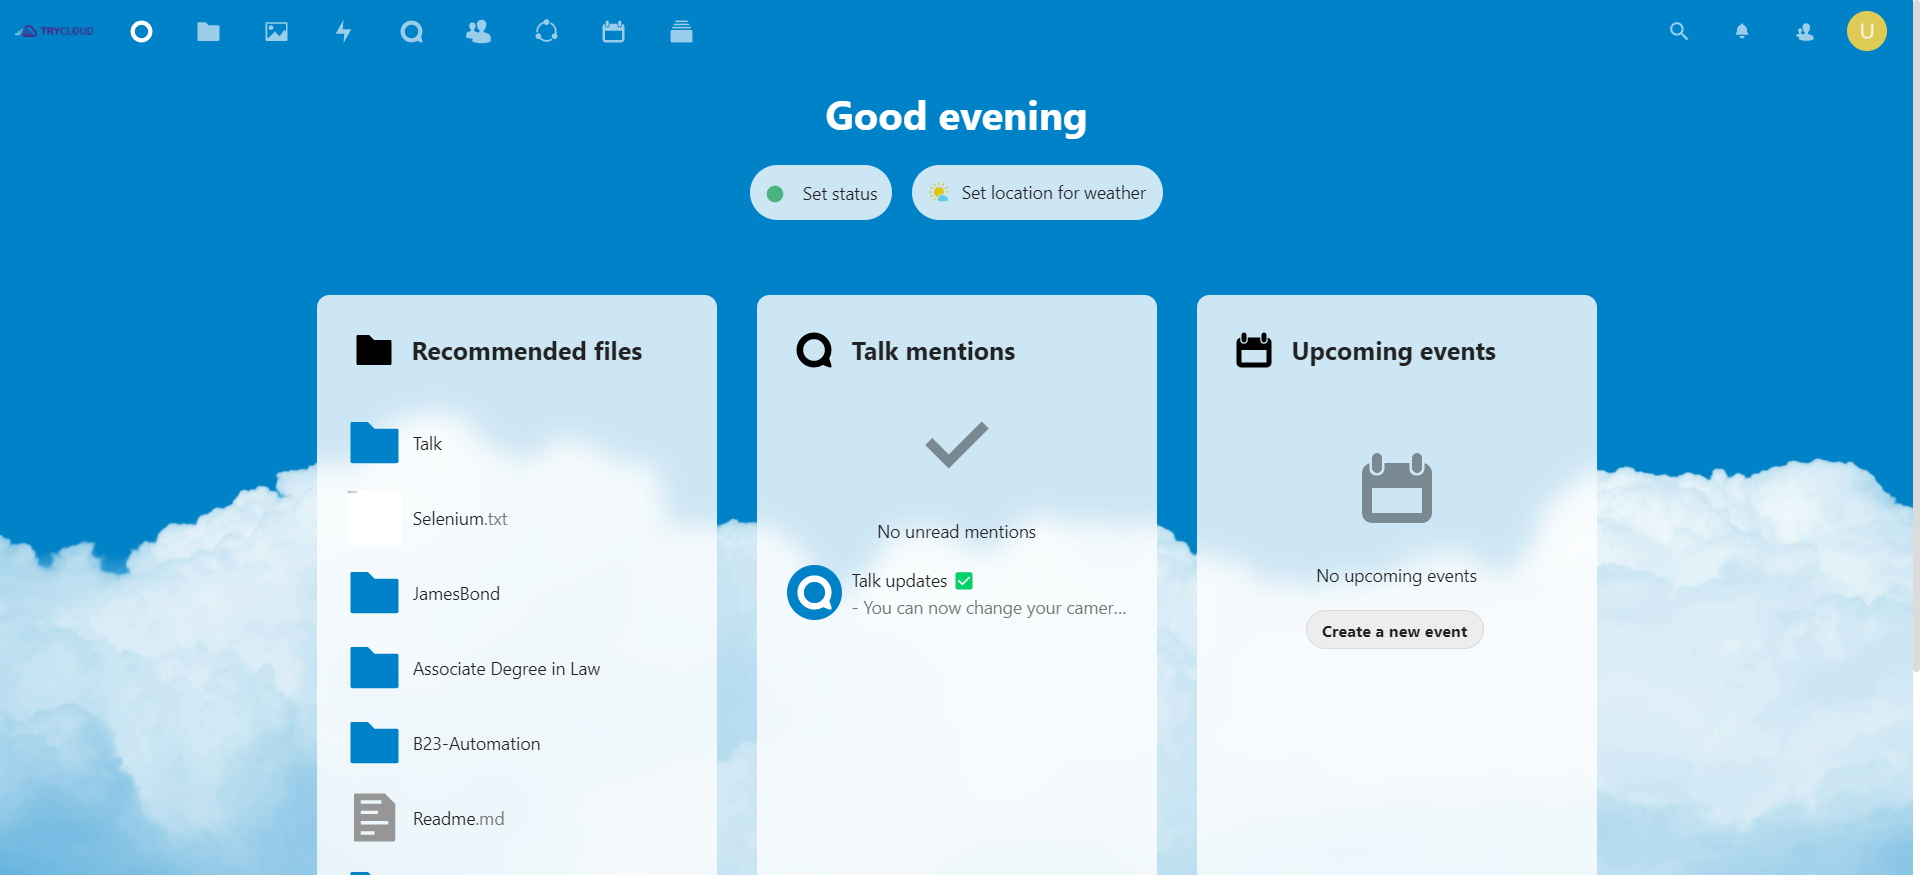 TRYCLOUD
U
Good evening
Set status
Set location for weather
Recommended files
Talk
Selenium.txt
JamesBond
Associate Degree in Law
B23-Automation
Readme.md
Talk mentions
No unread mentions
Talk updates ✅
- You can now change your camer...
Upcoming events
No upcoming events
Create a new event